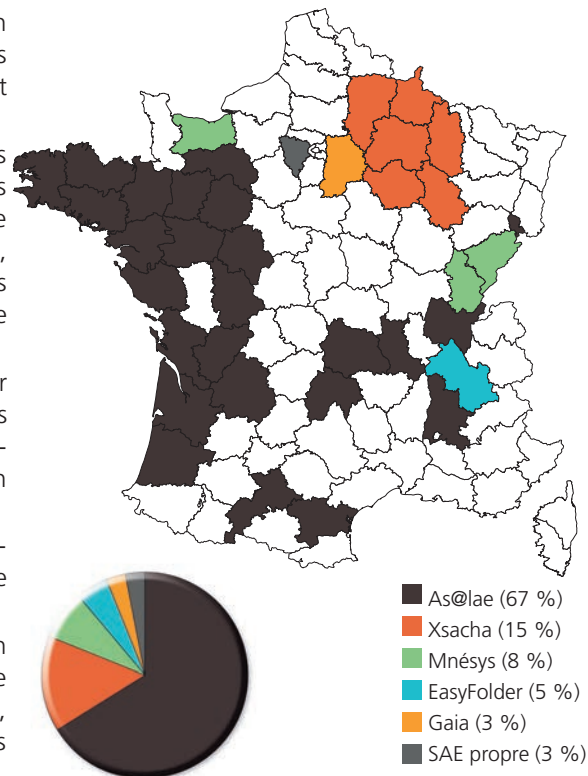 n
s
t
s
s
e
,
s
e
r
s
-
n
-
e
n
e
,
s
As@lae (67 %)
Xsacha (15 %)
Mnésys (8 %)
EasyFolder (5 %)
Gaia (3 %)
SAE propre (3 %)